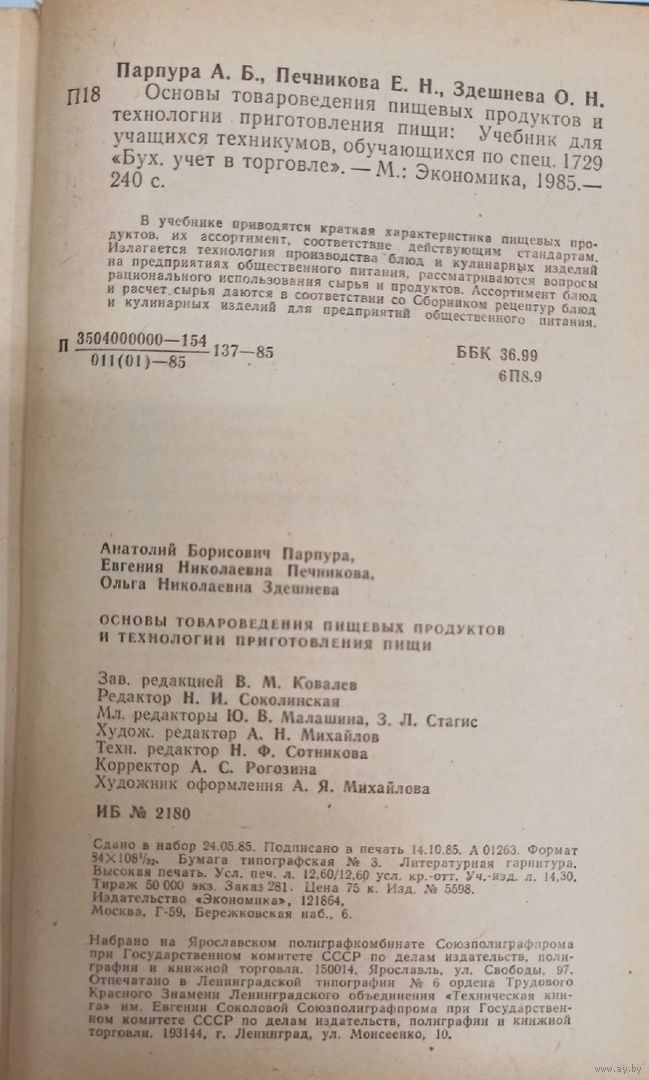 Парпура А. Б., Печникова Е. Н., Здешнева О. Н.
П18 Основы товароведения пищевых продуктов и
технологии приготовления пищи: Учебник для
учащихся техникумов, обучающихся по спец. 1729
«Бух. учет в торговле». — М.: Экономика, 1985.—
240 с.
В учебнике приводятся краткая характеристика пищевых про-
дуктов, их ассортимент, соответствие действующим стандартам.
Излагается технология производства блюд и кулинарных изделий
на предприятиях общественного питания, рассматриваются вопросы
рационального использования сырья и продуктов. Ассортимент блюд
и расчет сырья даются в соответствии со Сборником рецептур блюд
и кулинарных изделий для предприятий общественного питания.
П 3504000000—154
011(01)—85
137—85
ББК 36.99
6П8.9
Анатолий Борисович Парпура,
Евгения Николаевна Печникова,
Ольга Николаевна Здешнева
ОСНОВЫ ТОВАРОВЕДЕНИЯ ПИЩЕВЫХ ПРОДУКТОВ
И ТЕХНОЛОГИИ ПРИГОТОВЛЕНИЯ ПИЩИ
Зав. редакцией В. М. Ковалев
Редактор Н. И. Соколинская
Мл. редакторы Ю. В. Малашина, З. Л. Стагис
Худож. редактор А. Н. Михайлов
Техн. редактор Н. Ф. Сотникова
Корректор А. С. Рогозина
Художник оформления А. Я. Михайлова
ИБ № 2180
Сдано в набор 24.05.85. Подписано в печать 14.10.85. А 01263. Формат
84×108¹/₃₂. Бумага типографская № 3. Литературная гарнитура.
Высокая печать. Усл. печ. л. 12,60/12,60 усл. кр.-отт. Уч.-изд. л. 14,30.
Тираж 50 000 экз. Заказ 281. Цена 75 к. Изд. № 5598.
Издательство «Экономика», 121864,
Москва, Г-59, Бережковская наб., 6.
Набрано на Ярославском полиграфкомбинате Союзполиграфпрома
при Государственном комитете СССР по делам издательств, поли-
графии и книжной торговли. 150014, Ярославль, ул. Свободы, 97.
Отпечатано в Ленинградской типографии № 6 ордена Трудового
Красного Знамени Ленинградского объединения «Техническая кни-
га» им. Евгении Соколовой Союзполиграфпрома при Государствен-
ном комитете СССР по делам издательств, полиграфии и книжной
торговли. 193144, г. Ленинград, ул. Моисеенко, 10.
www.ay.by